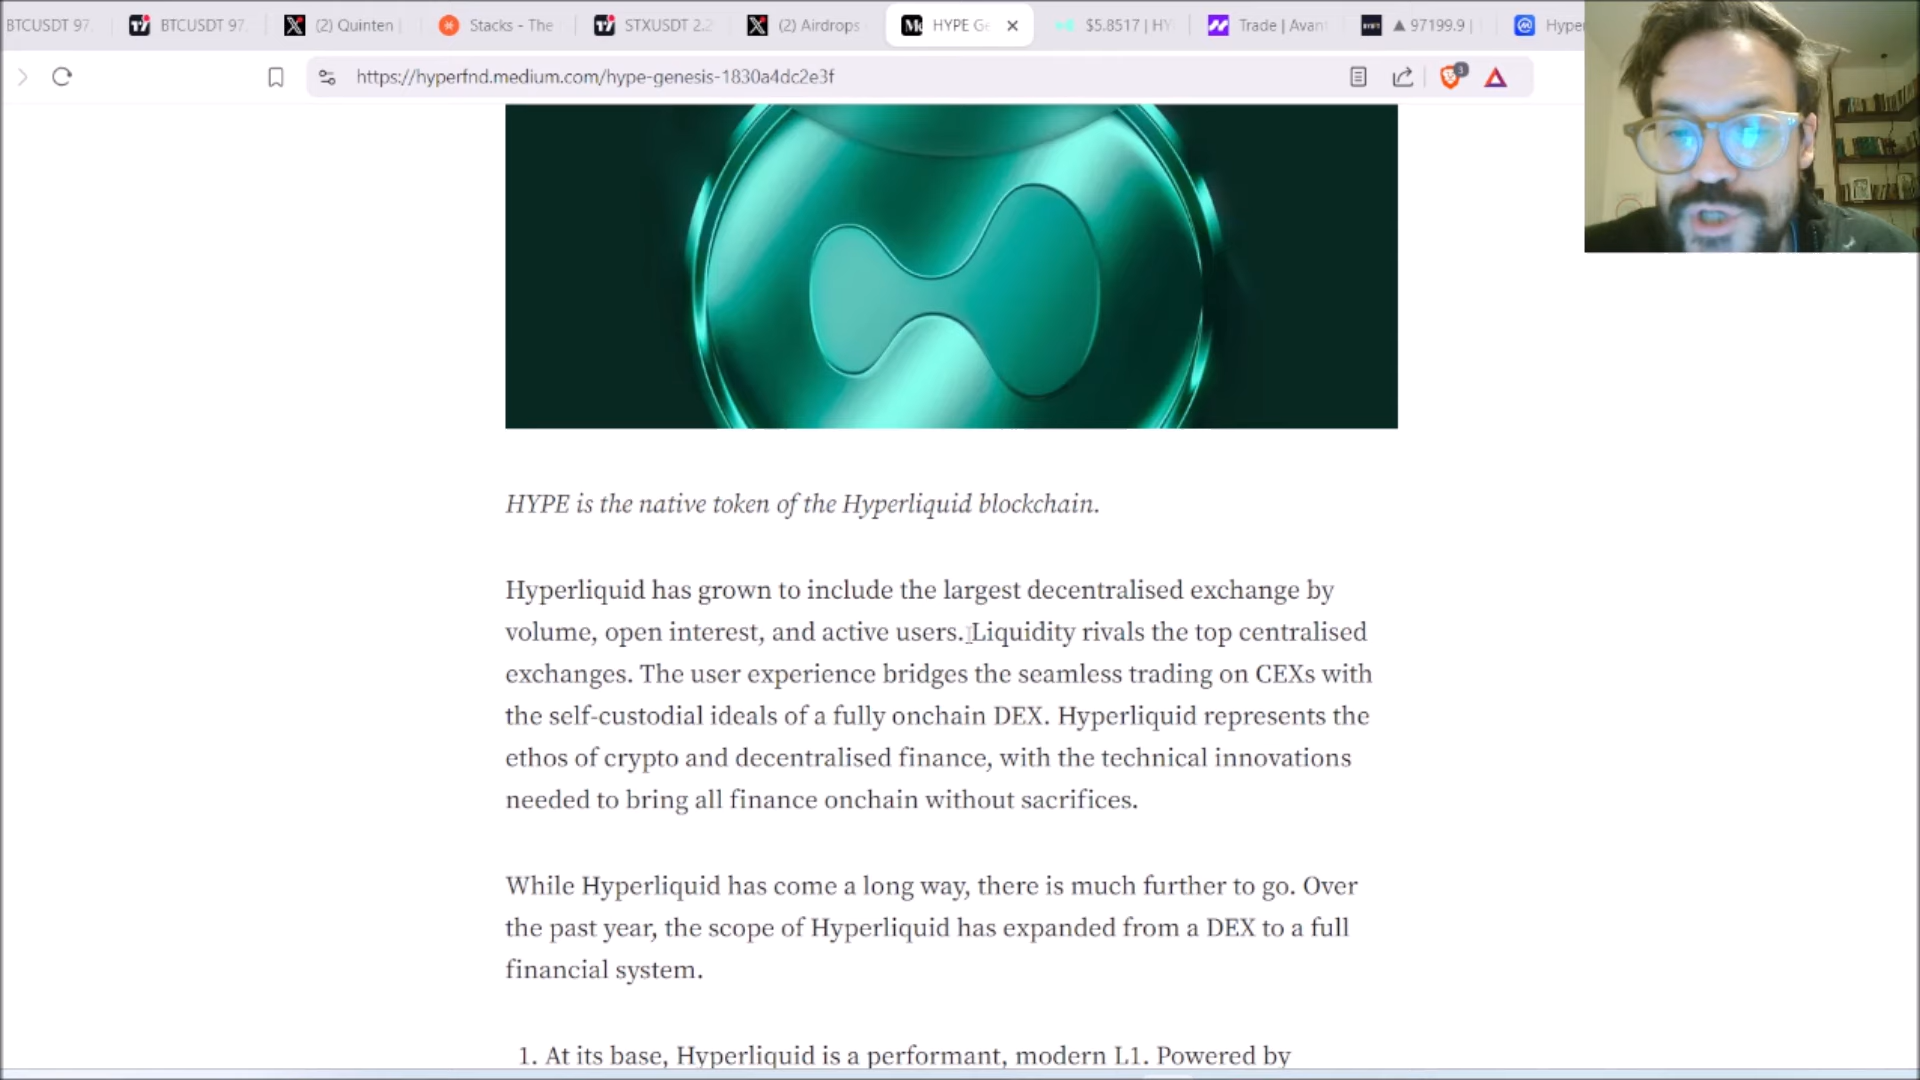 BTCUSDT 97.
BTCUSDT 97.
(2) Quinten
Stacks - The
STXUSDT 2.2
(2) Airdrops
HYPE Ge
$5.8517 | HY
Trade | Avan
▲ 97199.9 |
Hype
https://hyperfnd.medium.com/hype-genesis-1830a4dc2e3f
3
HYPE is the native token of the Hyperliquid blockchain.
Hyperliquid has grown to include the largest decentralised exchange by
volume, open interest, and active users. Liquidity rivals the top centralised
exchanges. The user experience bridges the seamless trading on CEXs with
the self-custodial ideals of a fully onchain DEX. Hyperliquid represents the
ethos of crypto and decentralised finance, with the technical innovations
needed to bring all finance onchain without sacrifices.
While Hyperliquid has come a long way, there is much further to go. Over
the past year, the scope of Hyperliquid has expanded from a DEX to a full
financial system.
1. At its base, Hyperliquid is a performant, modern L1. Powered by